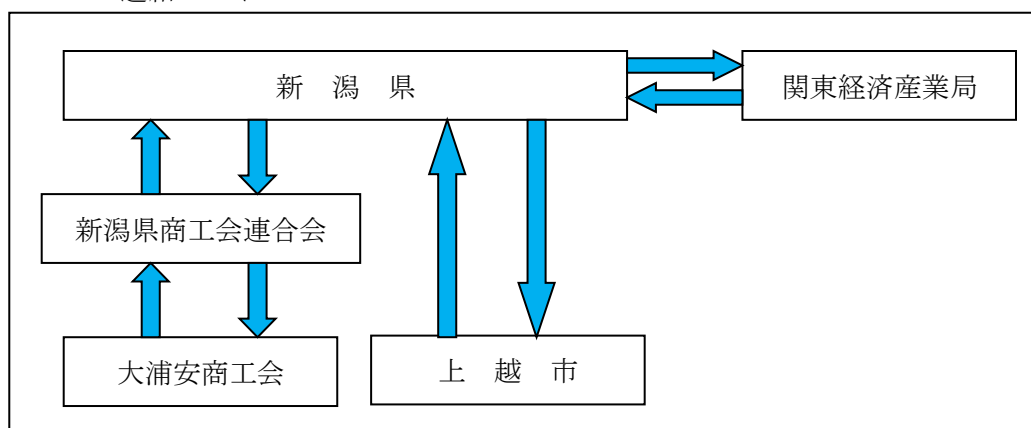 新 潟 県
関東経済産業局
新潟県商工会連合会
大浦安商工会
上 越 市